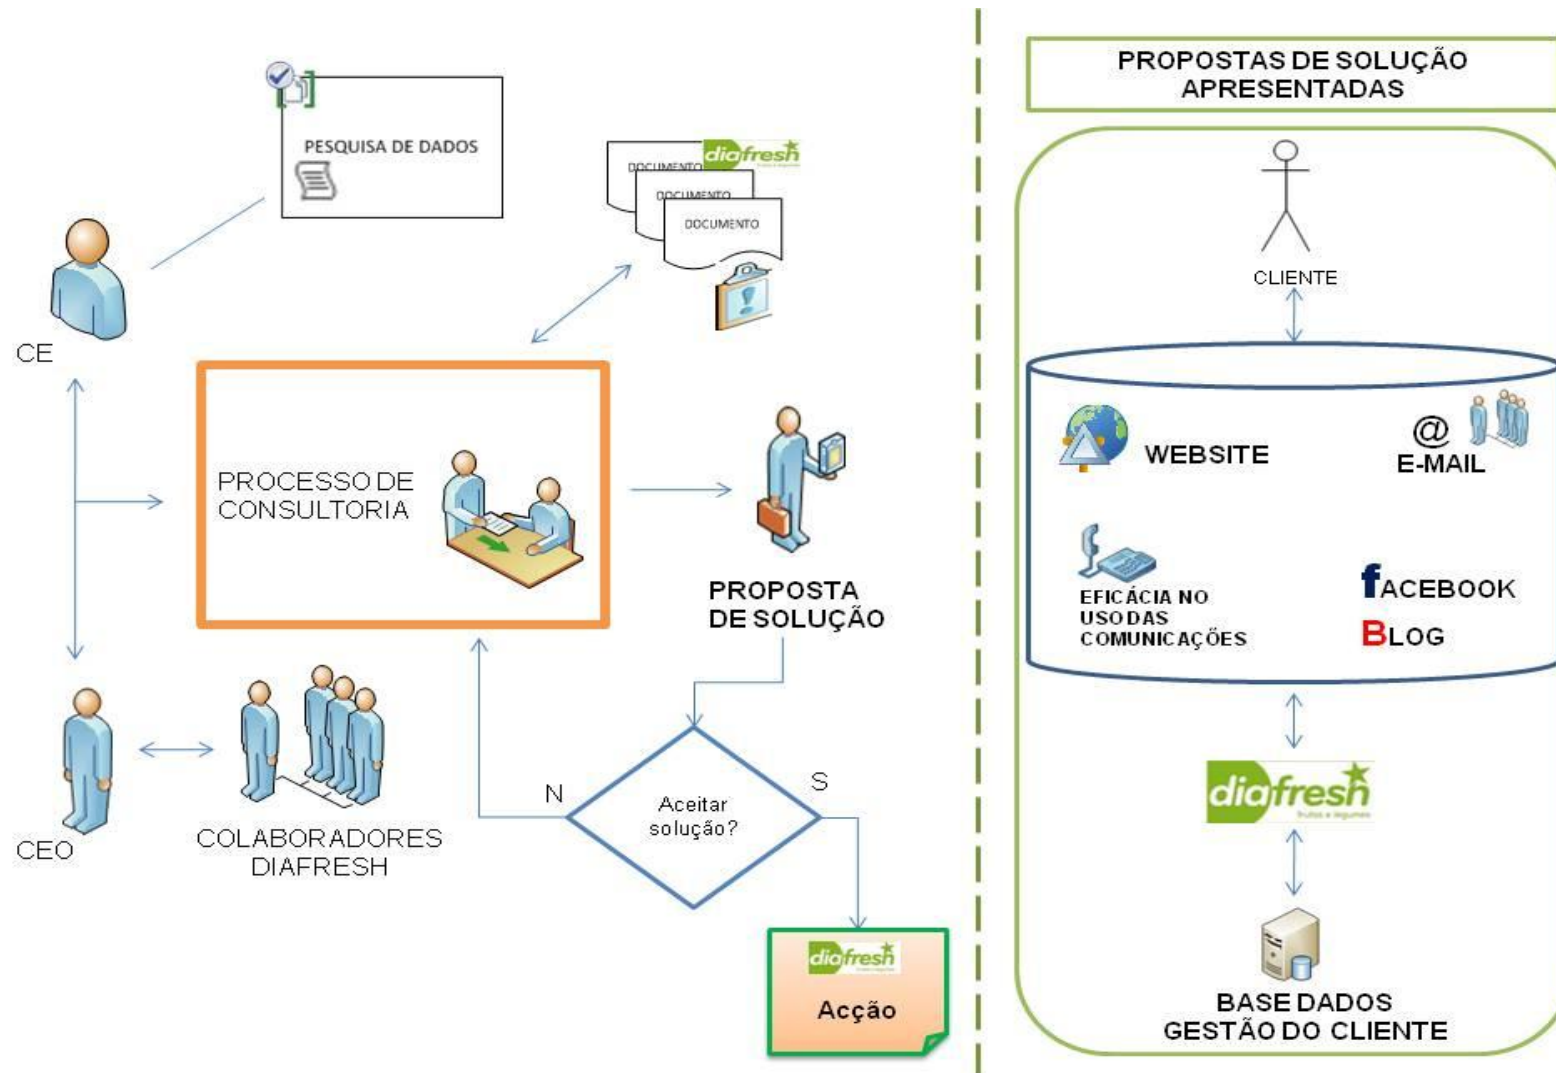 PESQUISA DE DADOS
diafresh
DOCUMENTO
DOCUMENTO
DOCUMENTO
CE
PROCESSO DE
CONSULTORIA
PROPOSTA
DE SOLUÇÃO
CEO
COLABORADORES
DIAFRESH
N
S
Aceitar
solução?
diafresh
Acção
PROPOSTAS DE SOLUÇÃO
APRESENTADAS
CLIENTE
WEBSITE
@
E-MAIL
EFICÁCIA NO
USO DAS
COMUNICAÇÕES
fACEBOOK
BLOG
diafresh
frutas e legumes
BASE DADOS
GESTÃO DO CLIENTE